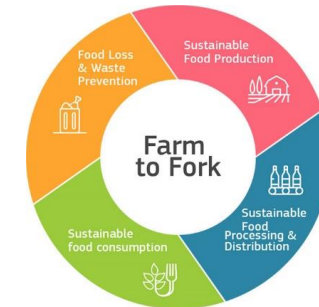 Food Loss
& Waste
Prevention
Sustainable
Food Production
Farm
to Fork
Sustainable
food consumption
Sustainable
Food
Processing &
Distribution